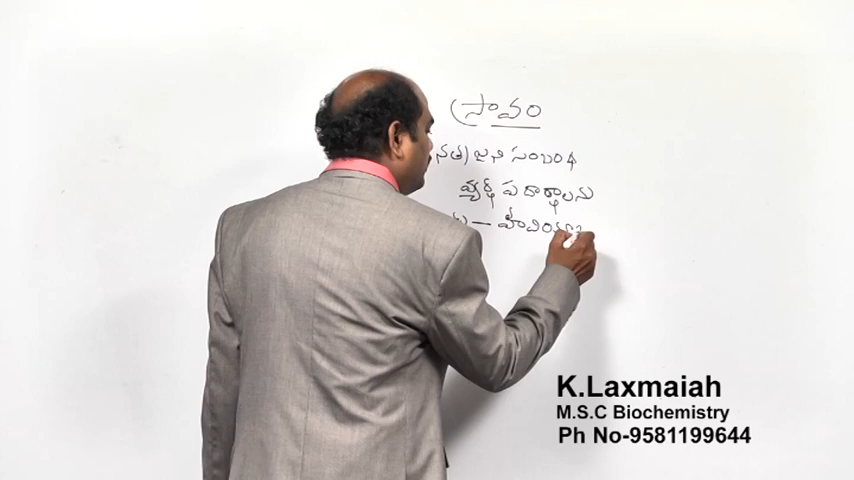 స్రావం
నత్రజని సంబంధ
వ్యర్థ పదార్థాలను
K.Laxmaiah
M.S.C Biochemistry
Ph No-9581199644